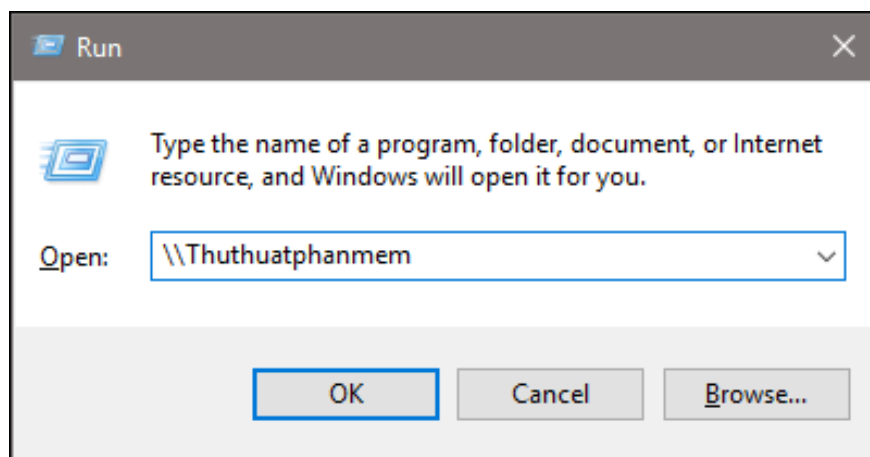 Run
Type the name of a program, folder, document, or Internet
resource, and Windows will open it for you.
Open: \\Thuthuatphanmem
OK Cancel Browse...